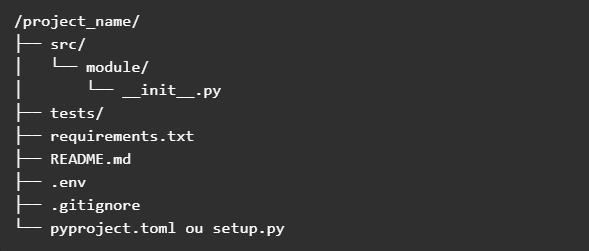 /project_name/
├── src/
│   └── module/
│       └── __init__.py
├── tests/
├── requirements.txt
├── README.md
├── .env
├── .gitignore
└── pyproject.toml ou setup.py